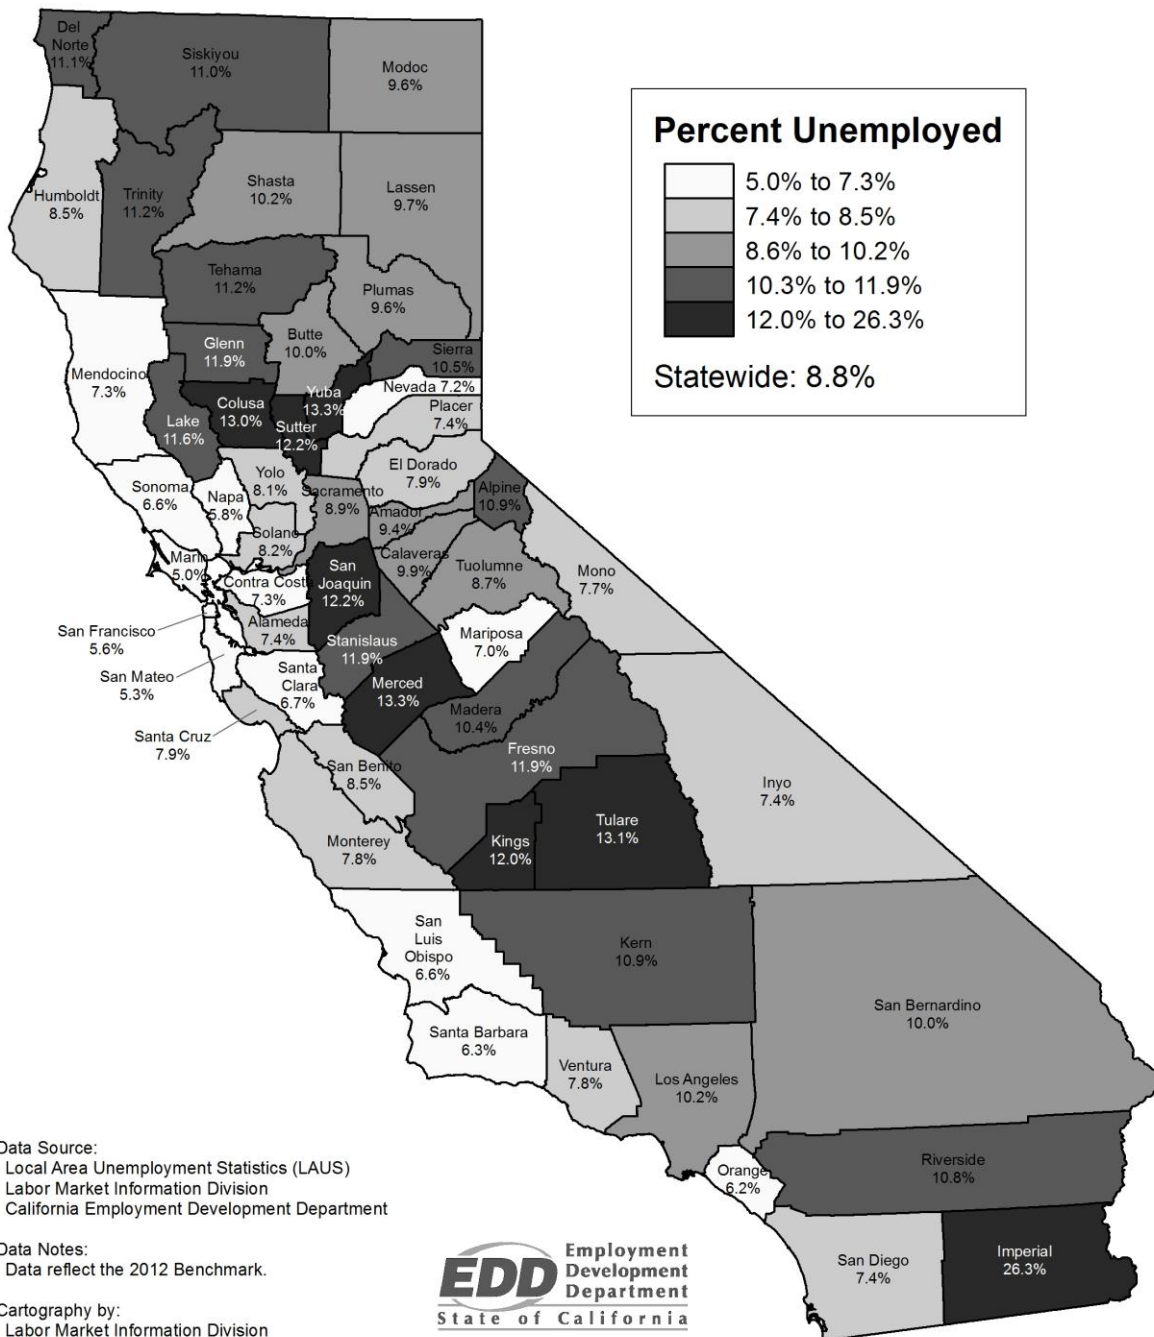 Del
Norte
11.1%
Siskiyou
11.0%
Modoc
9.6%
Humboldt
8.5%
Trinity
11.2%
Shasta
10.2%
Lassen
9.7%
Percent Unemployed
5.0% to 7.3%
7.4% to 8.5%
8.6% to 10.2%
10.3% to 11.9%
12.0% to 26.3%
Statewide: 8.8%
Tehama
11.2%
Plumas
9.6%
Glenn
11.9%
Butte
10.0%
Sierra
10.5%
Mendocino
7.3%
Lake
11.6%
Colusa
13.0%
Sutter
12.2%
Yuba
13.3%
Nevada 7.2%
Placer
7.4%
Sonoma
6.6%
Napa
5.8%
Yolo
8.1%
Sacramento
8.9%
El Dorado
7.9%
Alpine
10.9%
Amador
9.4%
Solano
8.2%
Marin
5.0%
Contra Costa
7.3%
San
Joaquin
12.2%
Calaveras
9.9%
Tuolumne
8.7%
Mono
7.7%
San Francisco
5.6%
Alameda
7.4%
Stanislaus
11.9%
Mariposa
7.0%
San Mateo
5.3%
Santa
Clara
6.7%
Merced
13.3%
Madera
10.4%
Santa Cruz
7.9%
San Benito
8.5%
Fresno
11.9%
Inyo
7.4%
Monterey
7.8%
Kings
12.0%
Tulare
13.1%
San
Luis
Obispo
6.6%
Kern
10.9%
San Bernardino
10.0%
Santa Barbara
6.3%
Ventura
7.8%
Los Angeles
10.2%
Orange
6.2%
Riverside
10.8%
San Diego
7.4%
Imperial
26.3%
Data Source:
Local Area Unemployment Statistics (LAUS)
Labor Market Information Division
California Employment Development Department
Data Notes:
Data reflect the 2012 Benchmark.
Cartography by:
Labor Market Information Division
EDD
Employment
Development
Department
State of California